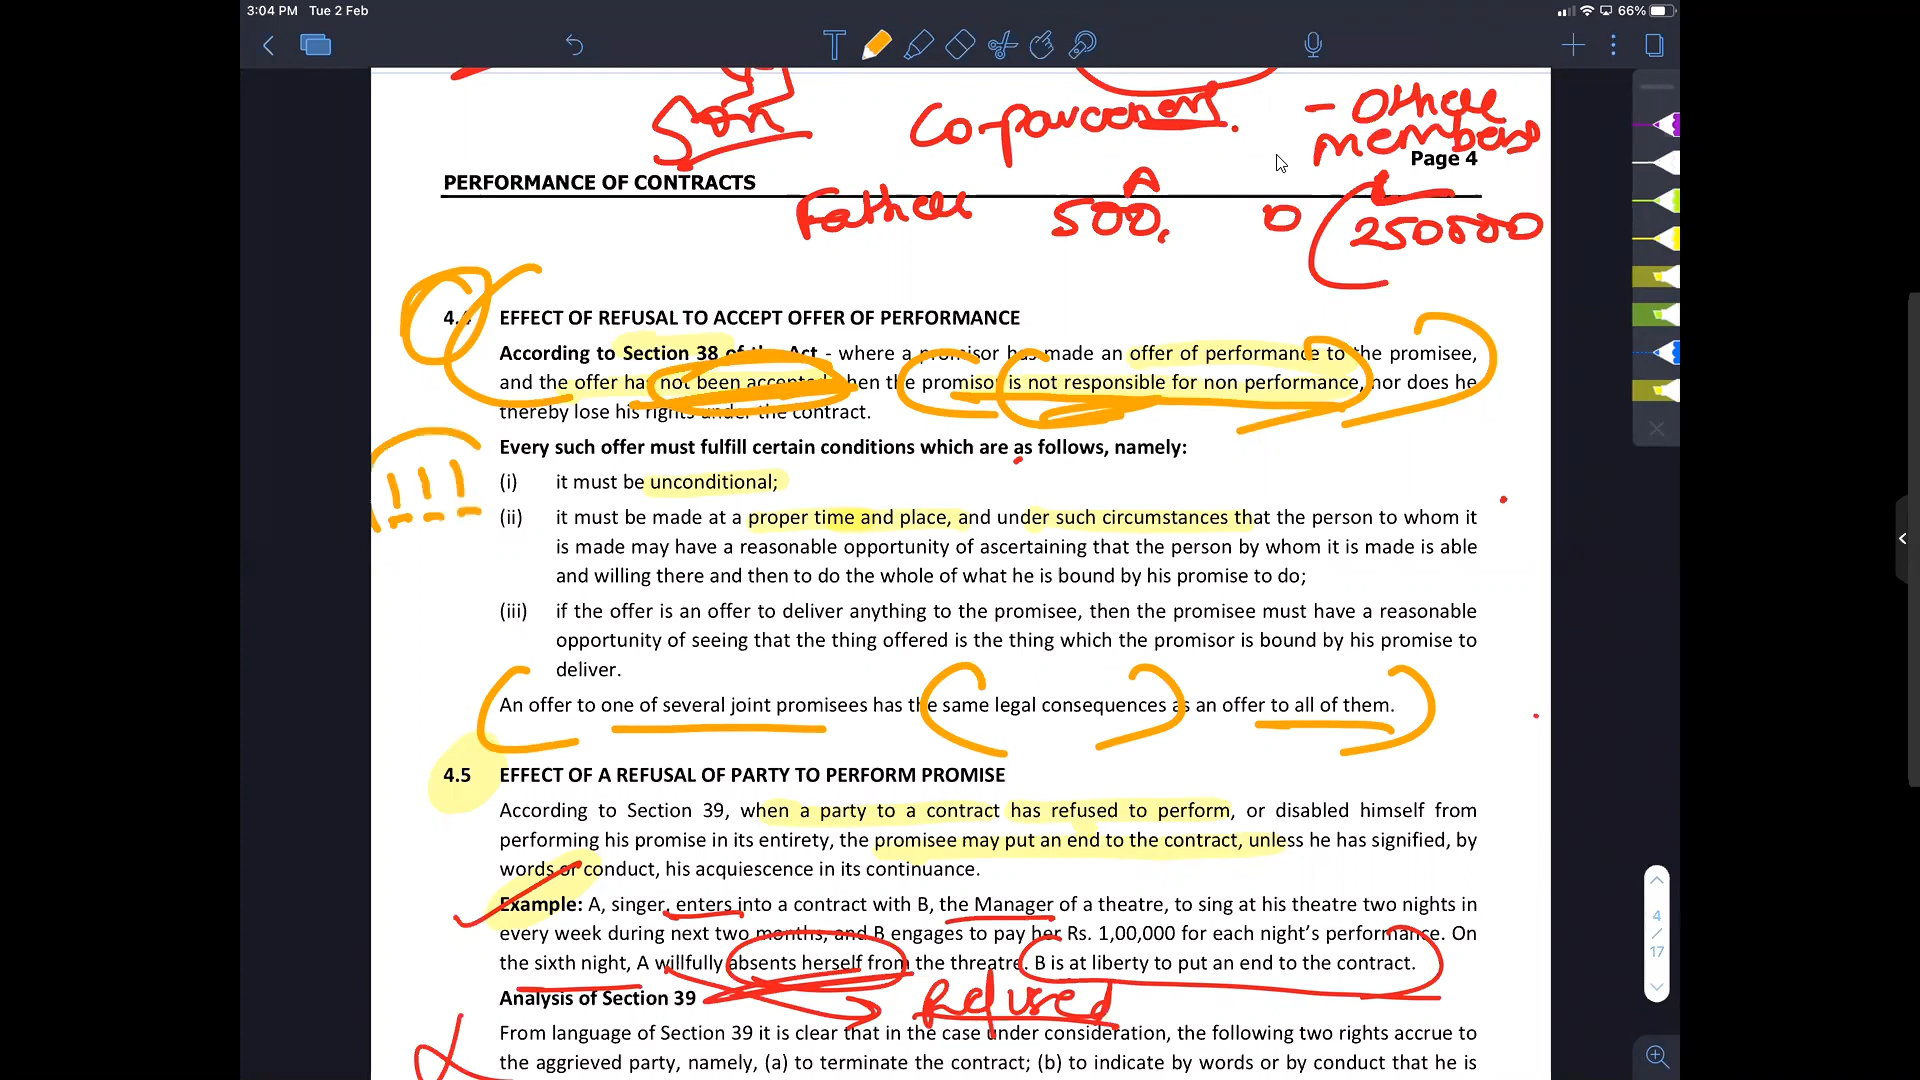 3:04 PM Tue 2 Feb
66%
Son
Co-parcenery.
- Other
members
Page 4
PERFORMANCE OF CONTRACTS
Father
500,
0
250000
4.4 EFFECT OF REFUSAL TO ACCEPT OFFER OF PERFORMANCE
According to Section 38 of the Act - where a promisor has made an offer of performance to the promisee,
and the offer has not been accepted, then the promisor is not responsible for non performance, nor does he
thereby lose his rights under the contract.
Every such offer must fulfill certain conditions which are as follows, namely:
(i) it must be unconditional;
(ii) it must be made at a proper time and place, and under such circumstances that the person to whom it
is made may have a reasonable opportunity of ascertaining that the person by whom it is made is able
and willing there and then to do the whole of what he is bound by his promise to do;
(iii) if the offer is an offer to deliver anything to the promisee, then the promisee must have a reasonable
opportunity of seeing that the thing offered is the thing which the promisor is bound by his promise to
deliver.
An offer to one of several joint promisees has the same legal consequences as an offer to all of them.
!!!
4.5 EFFECT OF A REFUSAL OF PARTY TO PERFORM PROMISE
According to Section 39, when a party to a contract has refused to perform, or disabled himself from
performing his promise in its entirety, the promisee may put an end to the contract, unless he has signified, by
words or conduct, his acquiescence in its continuance.
Example: A, singer, enters into a contract with B, the Manager of a theatre, to sing at his theatre two nights in
every week during next two months, and B engages to pay her Rs. 1,00,000 for each night's performance. On
the sixth night, A willfully absents herself from the threatre. B is at liberty to put an end to the contract.
Refused
Analysis of Section 39
From language of Section 39 it is clear that in the case under consideration, the following two rights accrue to
the aggrieved party, namely, (a) to terminate the contract; (b) to indicate by words or by conduct that he is
4
/
17